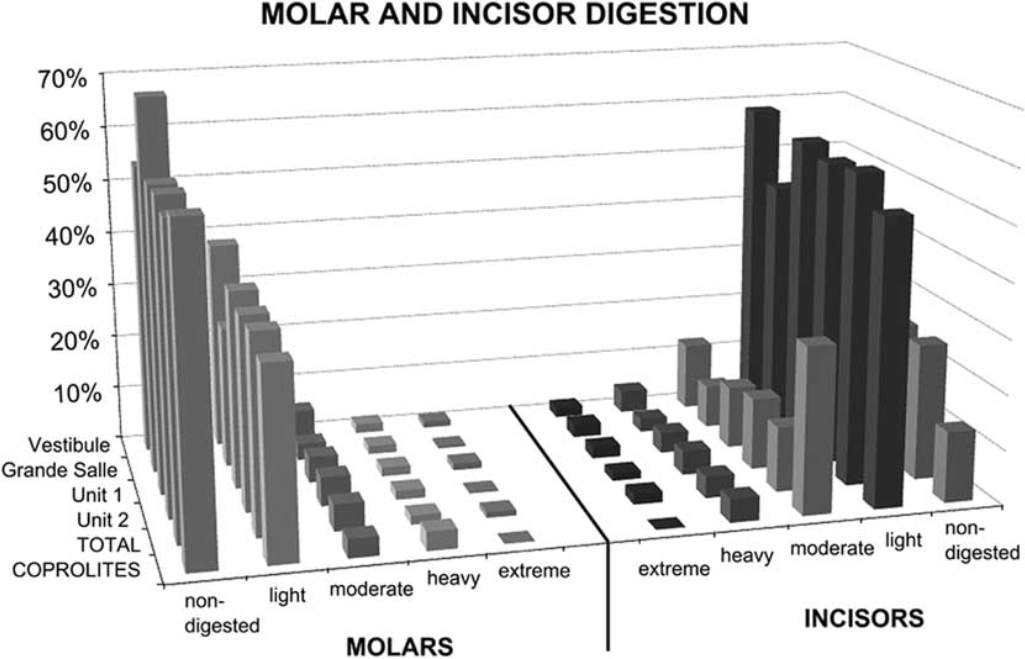 MOLAR AND INCISOR DIGESTION
70%
60%
50%
40%
30%
20%
10%
Vestibule
Grande Salle
Unit 1
Unit 2
TOTAL
COPROLITES
non-
digested
light
moderate
heavy
extreme
extreme
heavy
moderate
light
non-
digested
MOLARS
INCISORS